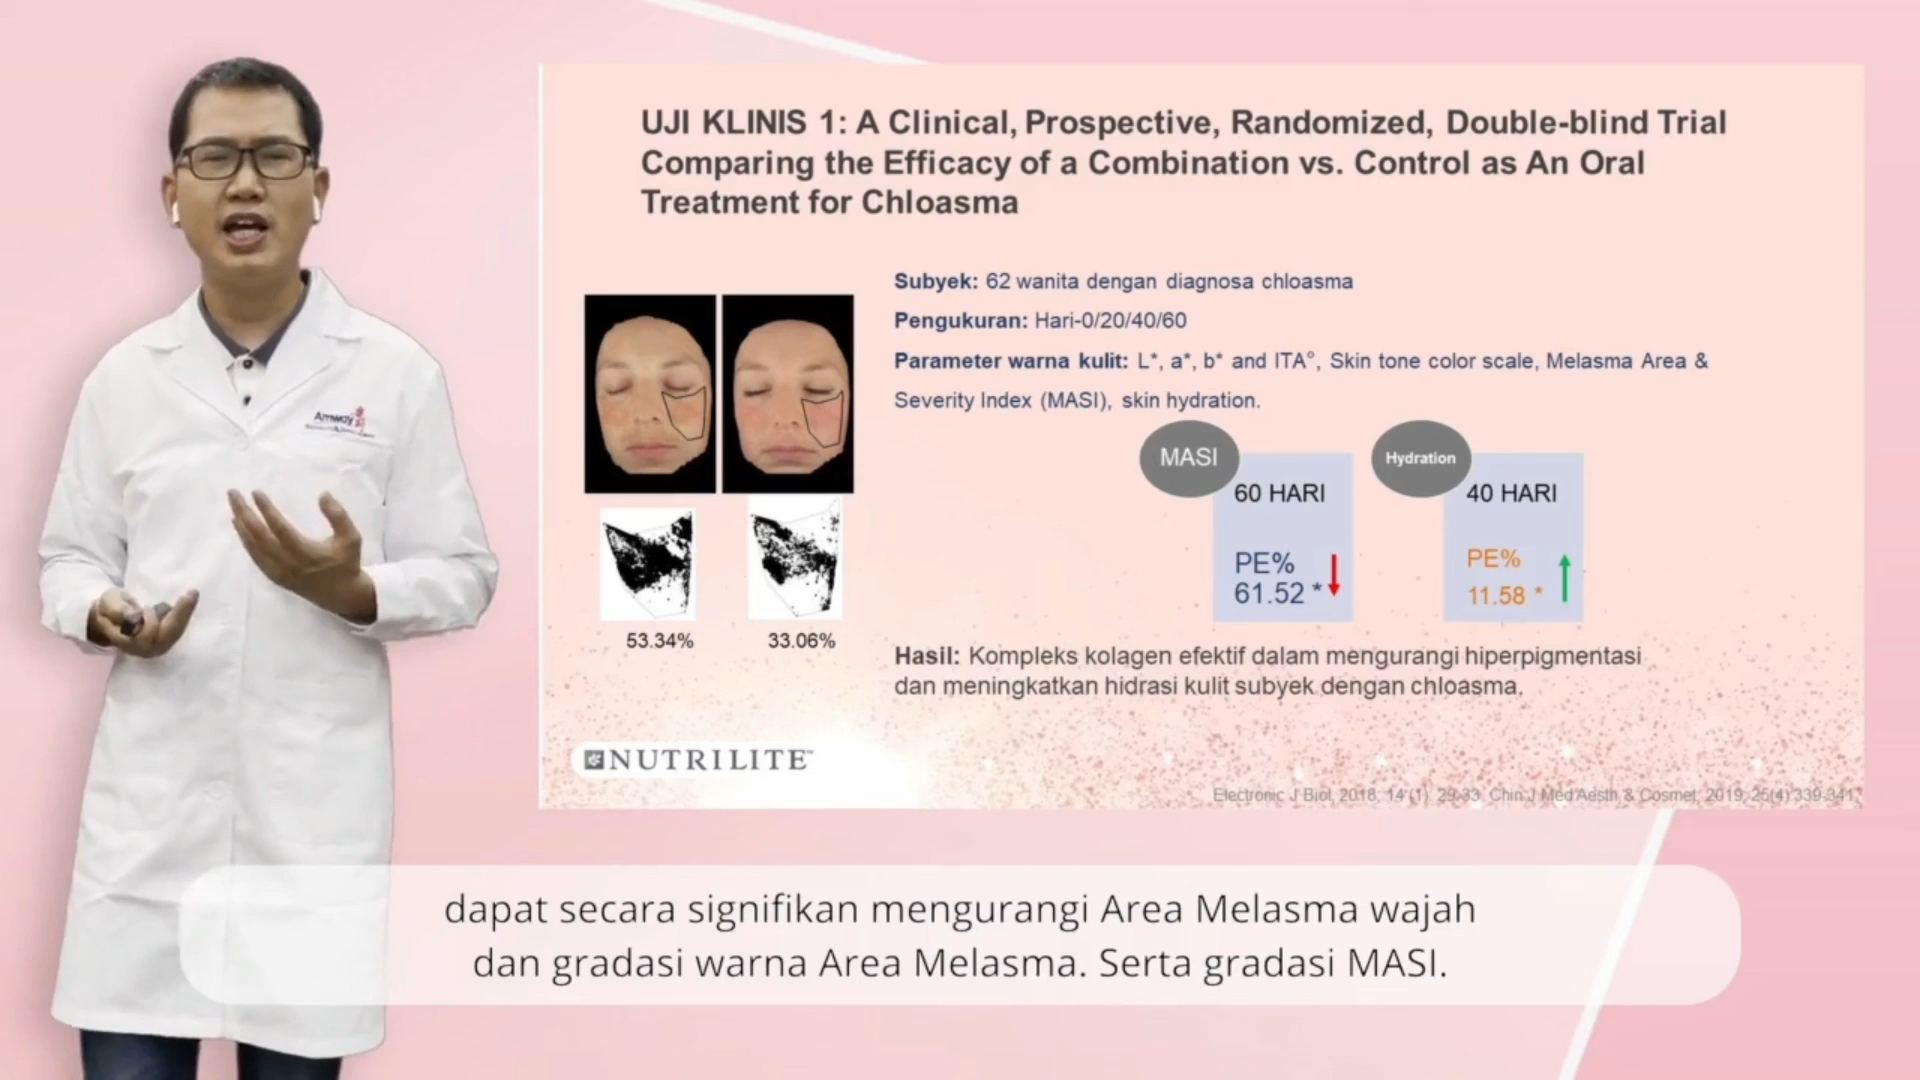 UJI KLINIS 1: A Clinical, Prospective, Randomized, Double-blind Trial
Comparing the Efficacy of a Combination vs. Control as An Oral
Treatment for Chloasma
Subyek: 62 wanita dengan diagnosa chloasma
Pengukuran: Hari-0/20/40/60
Parameter warna kulit: L*, a*, b* and ITA°, Skin tone color scale, Melasma Area &
Severity Index (MASI), skin hydration.
Amway
MASI
60 HARI
PE%
61.52 *
Hydration
40 HARI
PE%
11.58 *
53.34%
33.06%
Hasil: Kompleks kolagen efektif dalam mengurangi hiperpigmentasi
dan meningkatkan hidrasi kulit subyek dengan chloasma.
NUTRILITE™
Electronic J Biol, 2018, 14 (1): 29-33. Chin J Med Aesth & Cosmet, 2019, 25(4) 339-341.
dapat secara signifikan mengurangi Area Melasma wajah
dan gradasi warna Area Melasma. Serta gradasi MASI.